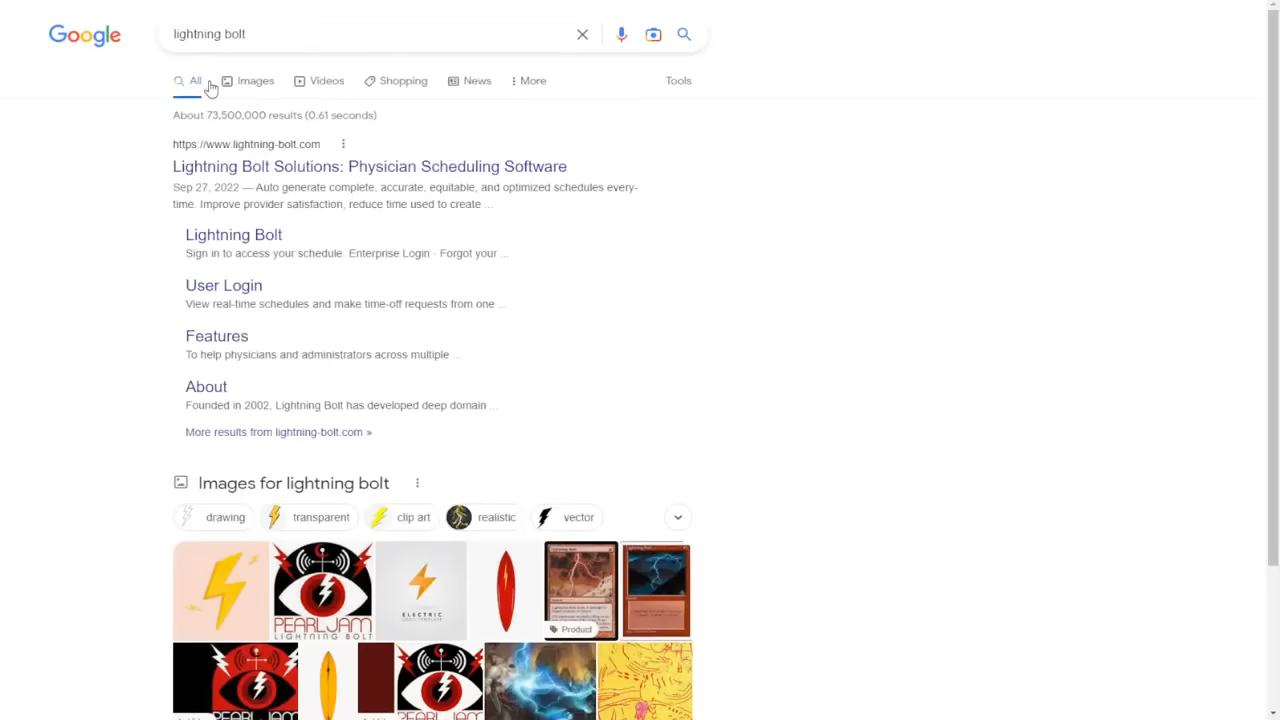 Google
lightning bolt
All Images Videos Shopping News More Tools
About 73,500,000 results (0.61 seconds)
https://www.lightning-bolt.com
Lightning Bolt Solutions: Physician Scheduling Software
Sep 27, 2022 — Auto generate complete, accurate, equitable, and optimized schedules every-
time. Improve provider satisfaction, reduce time used to create ...
Lightning Bolt
Sign in to access your schedule. Enterprise Login · Forgot your ...
User Login
View real-time schedules and make time-off requests from one ...
Features
To help physicians and administrators across multiple ...
About
Founded in 2002, Lightning Bolt has developed deep domain ...
More results from lightning-bolt.com »
Images for lightning bolt
drawing transparent clip art realistic vector
PEARL JAM
LIGHTNING BOLT
ELECTRIC
Product
PEARL JAM
PEARL JAM